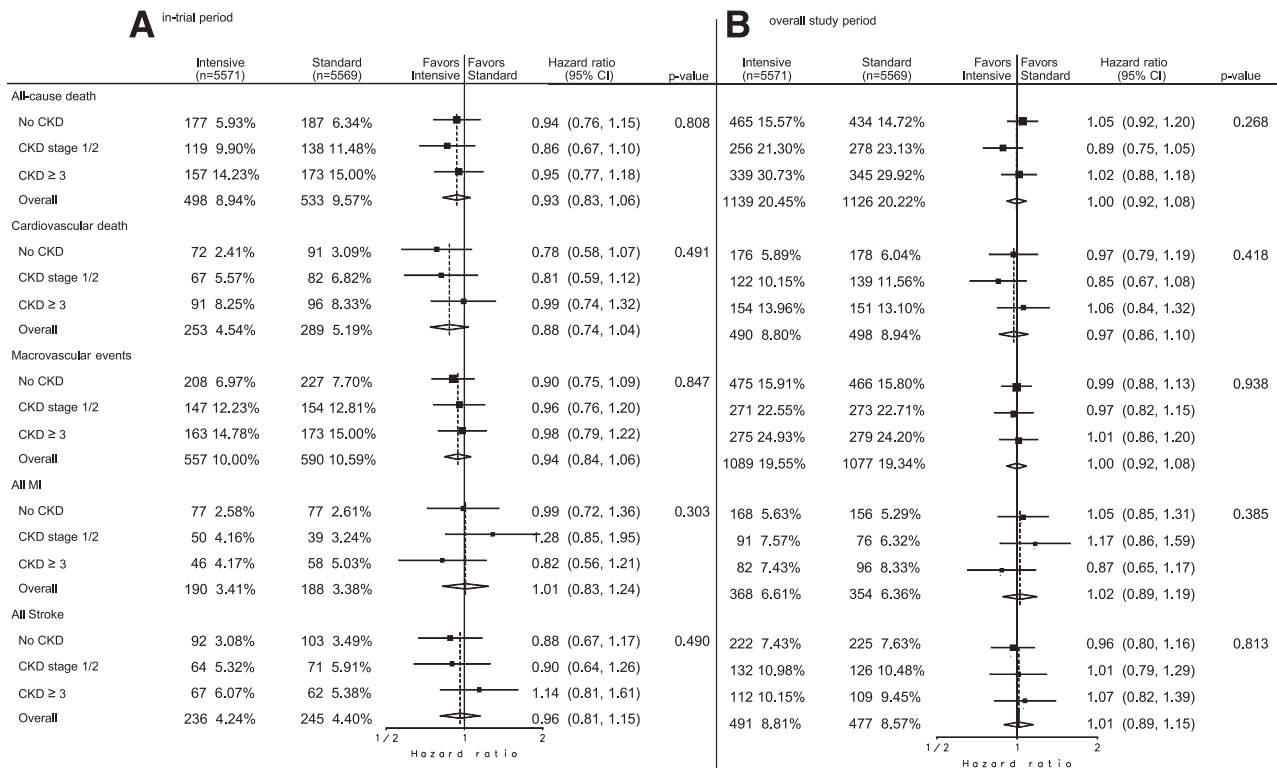 A in-trial period
Intensive (n=5571) Standard (n=5569) Favors Intensive Favors Standard Hazard ratio (95% CI) p-value
All-cause death
No CKD 177 5.93% 187 6.34% 0.94 (0.76, 1.15) 0.808
CKD stage 1/2 119 9.90% 138 11.48% 0.86 (0.67, 1.10)
CKD ≥ 3 157 14.23% 173 15.00% 0.95 (0.77, 1.18)
Overall 498 8.94% 533 9.57% 0.93 (0.83, 1.06)
Cardiovascular death
No CKD 72 2.41% 91 3.09% 0.78 (0.58, 1.07) 0.491
CKD stage 1/2 67 5.57% 82 6.82% 0.81 (0.59, 1.12)
CKD ≥ 3 91 8.25% 96 8.33% 0.99 (0.74, 1.32)
Overall 253 4.54% 289 5.19% 0.88 (0.74, 1.04)
Macrovascular events
No CKD 208 6.97% 227 7.70% 0.90 (0.75, 1.09) 0.847
CKD stage 1/2 147 12.23% 154 12.81% 0.96 (0.76, 1.20)
CKD ≥ 3 163 14.78% 173 15.00% 0.98 (0.79, 1.22)
Overall 557 10.00% 590 10.59% 0.94 (0.84, 1.06)
All MI
No CKD 77 2.58% 77 2.61% 0.99 (0.72, 1.36) 0.303
CKD stage 1/2 50 4.16% 39 3.24% 1.28 (0.85, 1.95)
CKD ≥ 3 46 4.17% 58 5.03% 0.82 (0.56, 1.21)
Overall 190 3.41% 188 3.38% 1.01 (0.83, 1.24)
All Stroke
No CKD 92 3.08% 103 3.49% 0.88 (0.67, 1.17) 0.490
CKD stage 1/2 64 5.32% 71 5.91% 0.90 (0.64, 1.26)
CKD ≥ 3 67 6.07% 62 5.38% 1.14 (0.81, 1.61)
Overall 236 4.24% 245 4.40% 0.96 (0.81, 1.15)
1/2 1 2
Hazard ratio
B overall study period
Intensive (n=5571) Standard (n=5569) Favors Intensive Favors Standard Hazard ratio (95% CI) p-value
465 15.57% 434 14.72% 1.05 (0.92, 1.20) 0.268
256 21.30% 278 23.13% 0.89 (0.75, 1.05)
339 30.73% 345 29.92% 1.02 (0.88, 1.18)
1139 20.45% 1126 20.22% 1.00 (0.92, 1.08)
176 5.89% 178 6.04% 0.97 (0.79, 1.19) 0.418
122 10.15% 139 11.56% 0.85 (0.67, 1.08)
154 13.96% 151 13.10% 1.06 (0.84, 1.32)
490 8.80% 498 8.94% 0.97 (0.86, 1.10)
475 15.91% 466 15.80% 0.99 (0.88, 1.13) 0.938
271 22.55% 273 22.71% 0.97 (0.82, 1.15)
275 24.93% 279 24.20% 1.01 (0.86, 1.20)
1089 19.55% 1077 19.34% 1.00 (0.92, 1.08)
168 5.63% 156 5.29% 1.05 (0.85, 1.31) 0.385
91 7.57% 76 6.32% 1.17 (0.86, 1.59)
82 7.43% 96 8.33% 0.87 (0.65, 1.17)
368 6.61% 354 6.36% 1.02 (0.89, 1.19)
222 7.43% 225 7.63% 0.96 (0.80, 1.16) 0.813
132 10.98% 126 10.48% 1.01 (0.79, 1.29)
112 10.15% 109 9.45% 1.07 (0.82, 1.39)
491 8.81% 477 8.57% 1.01 (0.89, 1.15)
1/2 1 2
Hazard ratio